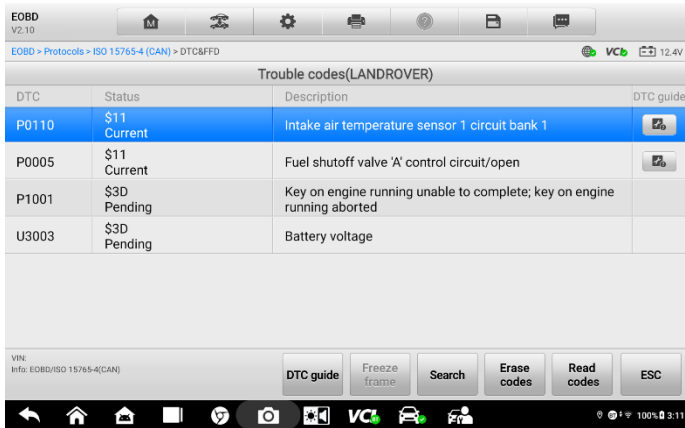 EOBD
V2.10
M
?
EOBD > Protocols > ISO 15765-4 (CAN) > DTC&FFD
VCI
12.4V
Trouble codes(LANDROVER)
DTC Status Description DTC guide
P0110 $11 Current Intake air temperature sensor 1 circuit bank 1
P0005 $11 Current Fuel shutoff valve 'A' control circuit/open
P1001 $3D Pending Key on engine running unable to complete; key on engine
running aborted
U3003 $3D Pending Battery voltage
VIN:
Info: EOBD/ISO 15765-4(CAN)
DTC guide Freeze frame Search Erase codes Read codes ESC
VCI 100% 3:11